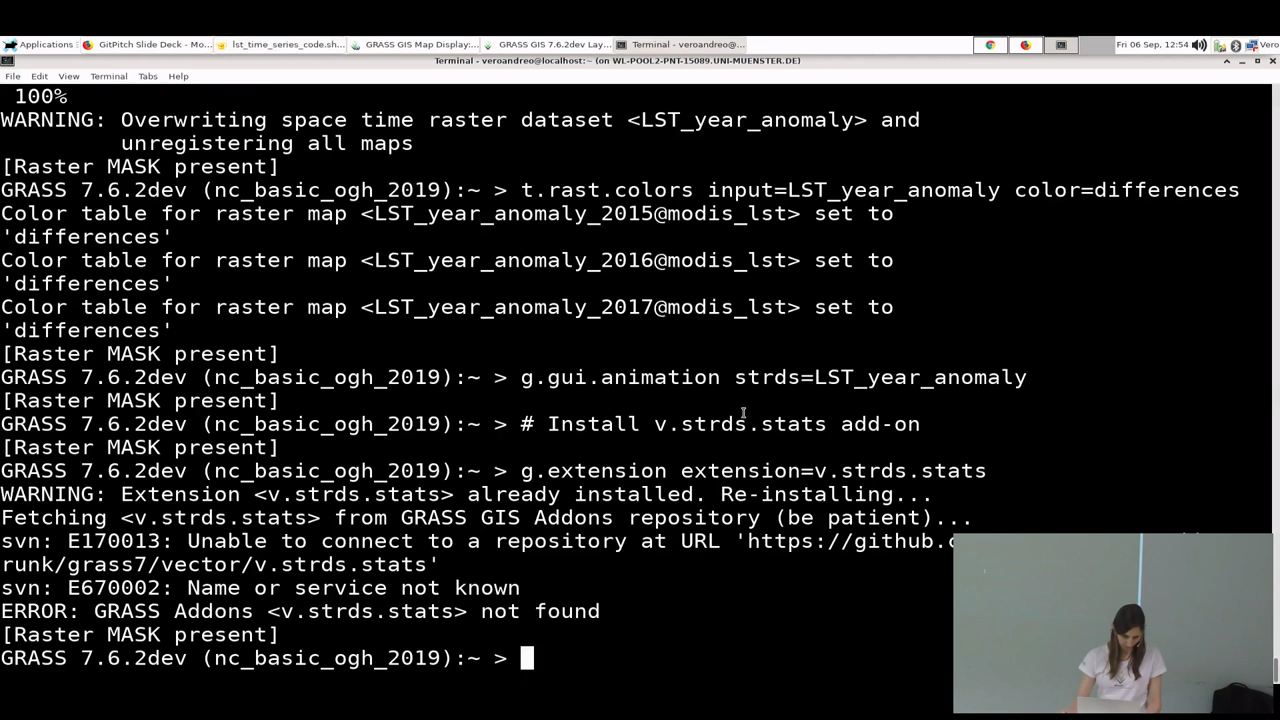 Applications
GitPitch Slide Deck - Mo...
lst_time_series_code.sh...
GRASS GIS Map Display:...
GRASS GIS 7.6.2dev Lay...
Terminal - veroandreo@...
Fri 06 Sep, 12:54
Vero
Terminal - veroandreo@localhost:~ (on WL-POOL2-PNT-15089.UNI-MUENSTER.DE)
File Edit View Terminal Tabs Help
100%
WARNING: Overwriting space time raster dataset <LST_year_anomaly> and
unregistering all maps
[Raster MASK present]
GRASS 7.6.2dev (nc_basic_ogh_2019):~ > t.rast.colors input=LST_year_anomaly color=differences
Color table for raster map <LST_year_anomaly_2015@modis_lst> set to
'differences'
Color table for raster map <LST_year_anomaly_2016@modis_lst> set to
'differences'
Color table for raster map <LST_year_anomaly_2017@modis_lst> set to
'differences'
[Raster MASK present]
GRASS 7.6.2dev (nc_basic_ogh_2019):~ > g.gui.animation strds=LST_year_anomaly
[Raster MASK present]
GRASS 7.6.2dev (nc_basic_ogh_2019):~ > # Install v.strds.stats add-on
[Raster MASK present]
GRASS 7.6.2dev (nc_basic_ogh_2019):~ > g.extension extension=v.strds.stats
WARNING: Extension <v.strds.stats> already installed. Re-installing...
Fetching <v.strds.stats> from GRASS GIS Addons repository (be patient)...
svn: E170013: Unable to connect to a repository at URL 'https://github.
runk/grass7/vector/v.strds.stats'
svn: E670002: Name or service not known
ERROR: GRASS Addons <v.strds.stats> not found
[Raster MASK present]
GRASS 7.6.2dev (nc_basic_ogh_2019):~ >